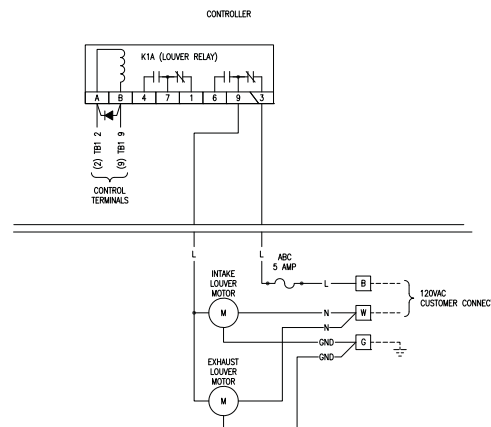 CONTROLLER
K1A (LOUVER RELAY)
A B 4 7 1 6 9 3
(2) TB1 2
(9) TB1 9
CONTROL
TERMINALS
L L
ABC
5 AMP
INTAKE
LOUVER
MOTOR
L B
120VAC
CUSTOMER CONNEC
M N W
N
GND G
GND
EXHAUST
LOUVER
MOTOR
M